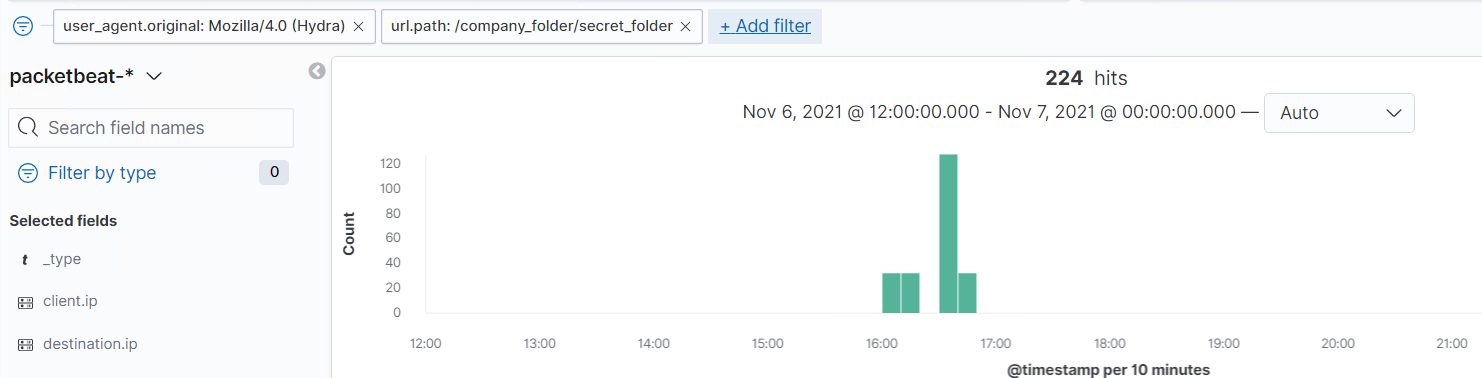 user_agent.original: Mozilla/4.0 (Hydra) × url.path: /company_folder/secret_folder × + Add filter
packetbeat-*
224 hits
Nov 6, 2021 @ 12:00:00.000 - Nov 7, 2021 @ 00:00:00.000 — Auto
Search field names
Filter by type 0
Selected fields
t _type
client.ip
destination.ip
Count
120
100
80
60
40
20
0
12:00 13:00 14:00 15:00 16:00 17:00 18:00 19:00 20:00 21:00
@timestamp per 10 minutes